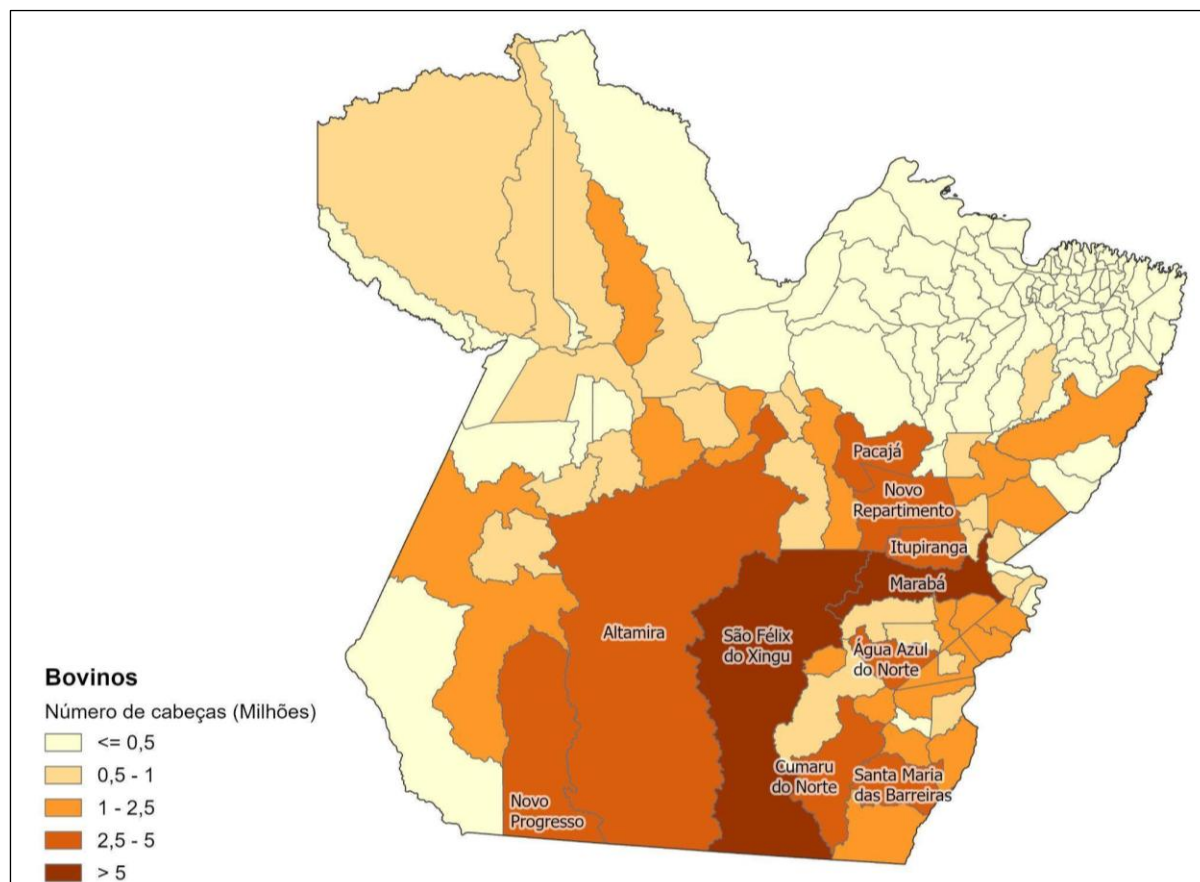 Pacajá
Novo
Repartimento
Itupiranga
Marabá
Altamira
São Félix
do Xingu
Água Azul
do Norte
Cumaru
do Norte
Santa Maria
das Barreiras
Novo
Progresso
Bovinos
Número de cabeças (Milhões)
<= 0,5
0,5 - 1
1 - 2,5
2,5 - 5
> 5